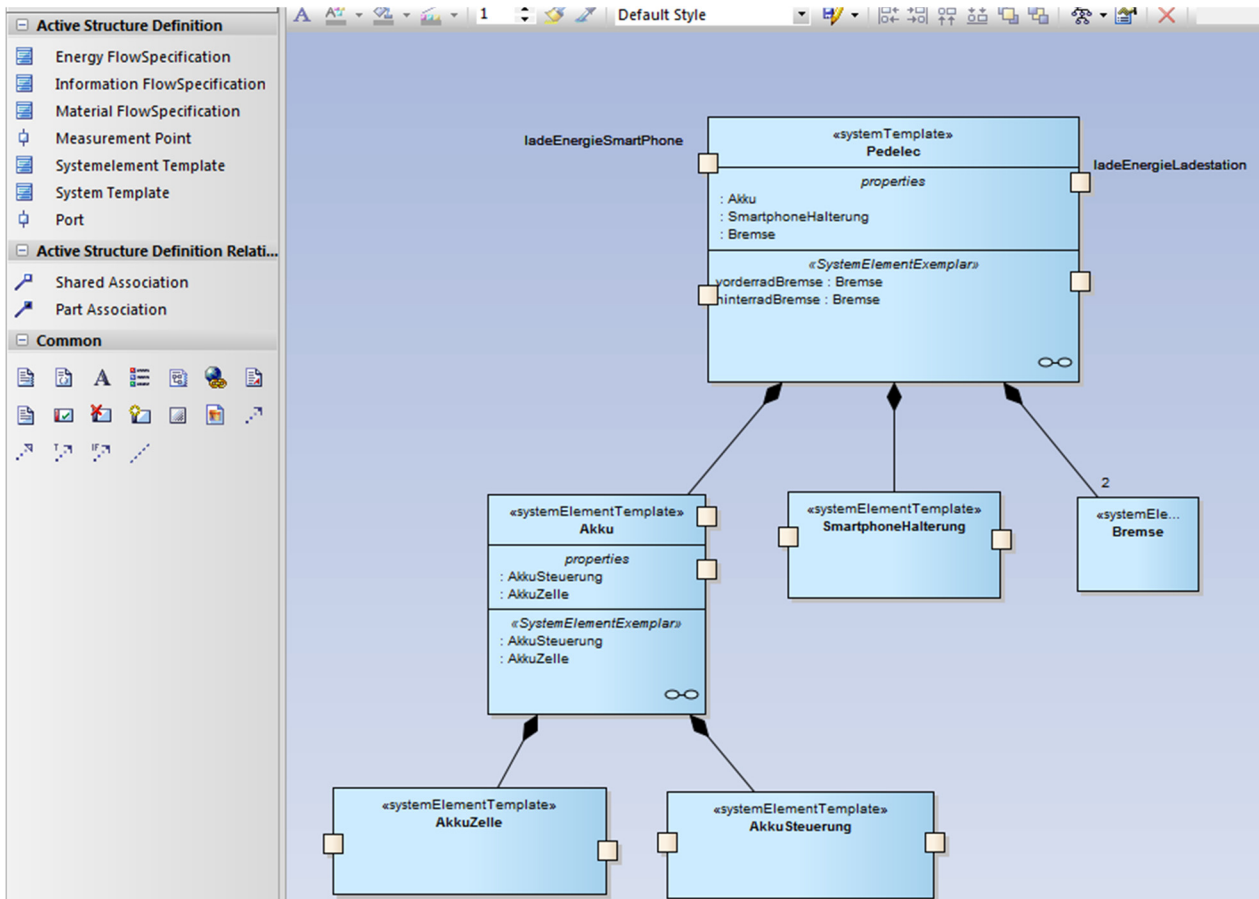 Active Structure Definition
Energy FlowSpecification
Information FlowSpecification
Material FlowSpecification
Measurement Point
Systemelement Template
System Template
Port
Active Structure Definition Relati...
Shared Association
Part Association
Common
1
Default Style
ladeEnergieSmartPhone
«systemTemplate»
Pedelec
ladeEnergieLadestation
properties
: Akku
: SmartphoneHalterung
: Bremse
«SystemElementExemplar»
vorderradBremse : Bremse
hinterradBremse : Bremse
2
«systemElementTemplate»
Akku
properties
: AkkuSteuerung
: AkkuZelle
«SystemElementExemplar»
: AkkuSteuerung
: AkkuZelle
«systemElementTemplate»
SmartphoneHalterung
«systemEle...
Bremse
«systemElementTemplate»
AkkuZelle
«systemElementTemplate»
AkkuSteuerung